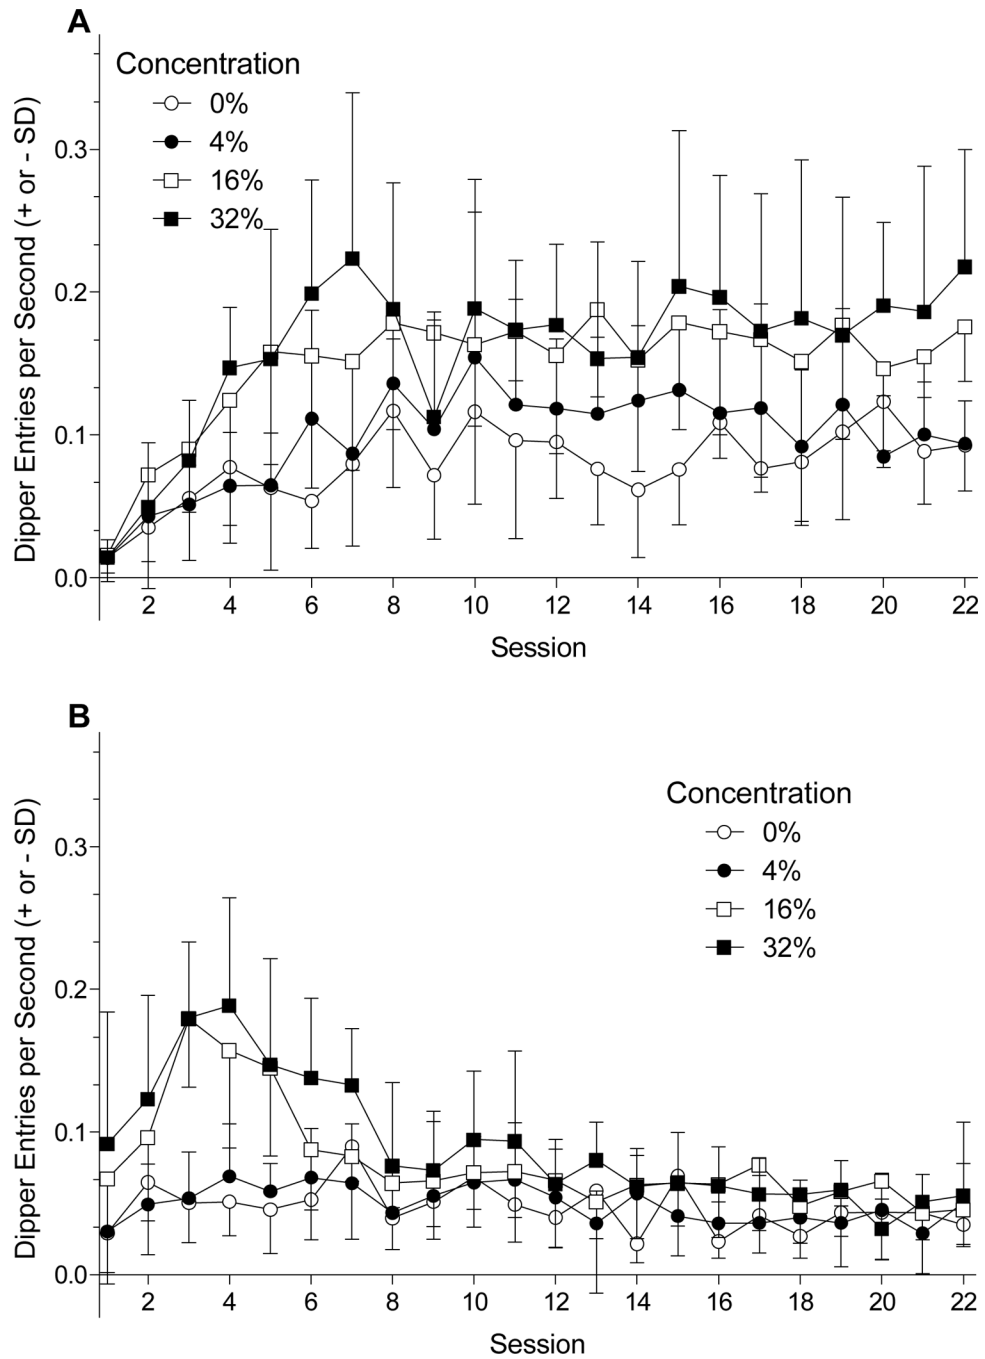 A
Concentration
0%
4%
16%
32%
Dipper Entries per Second (+ or - SD)
0.3
0.2
0.1
0.0
2 4 6 8 10 12 14 16 18 20 22
Session
B
Concentration
0%
4%
16%
32%
Dipper Entries per Second (+ or - SD)
0.3
0.2
0.1
0.0
2 4 6 8 10 12 14 16 18 20 22
Session